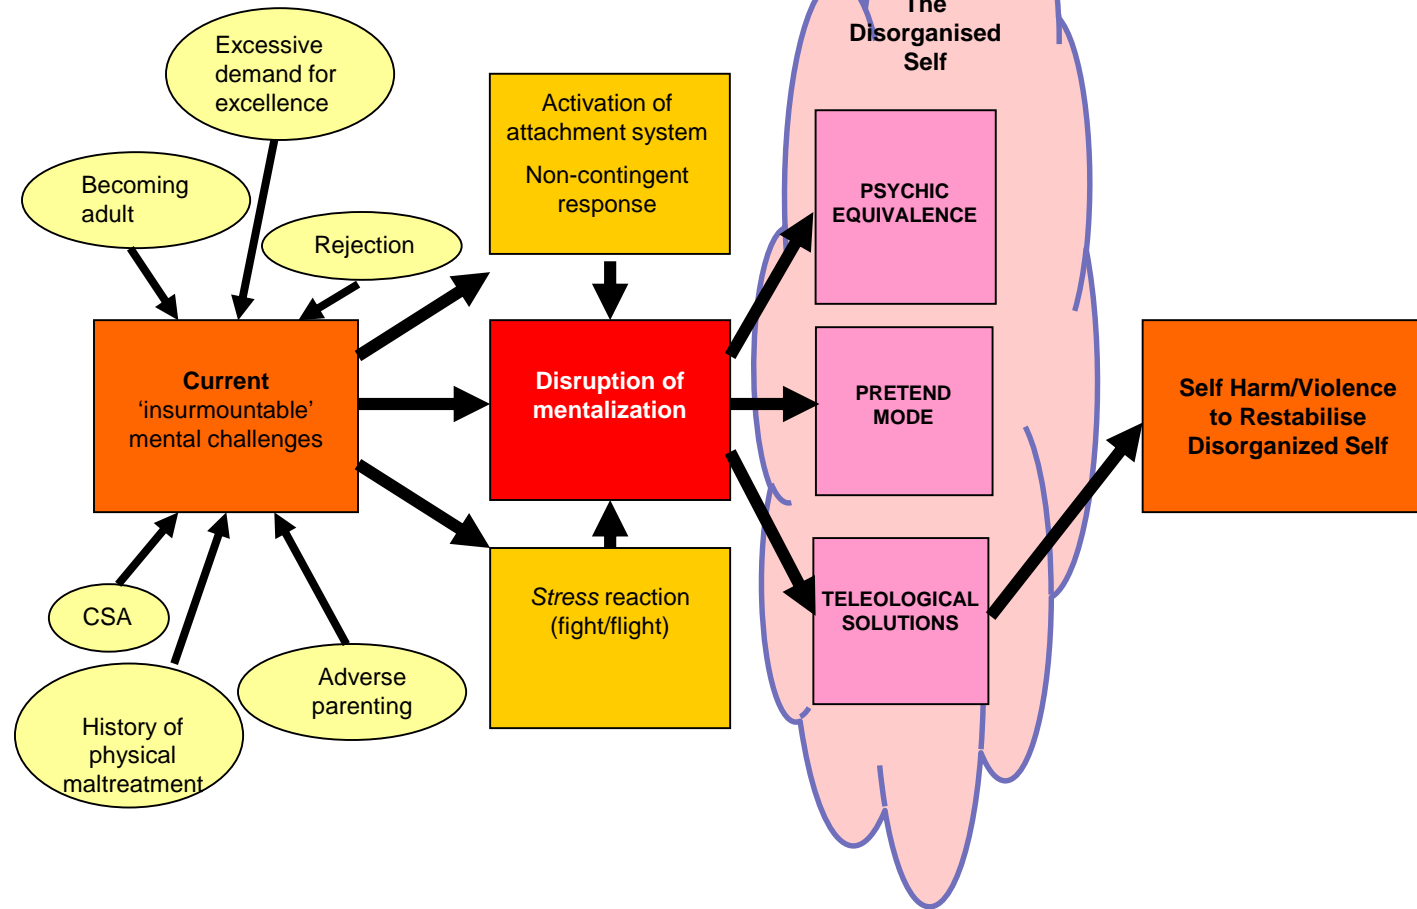 The
Disorganised
Self
Excessive
demand for
excellence
Becoming
adult
Rejection
Activation of
attachment system
Non-contingent
response
PSYCHIC
EQUIVALENCE
Current
‘insurmountable’
mental challenges
Disruption of
mentalization
PRETEND
MODE
Self Harm/Violence
to Restabilise
Disorganized Self
CSA
History of
physical
maltreatment
Adverse
parenting
Stress reaction
(fight/flight)
TELEOLOGICAL
SOLUTIONS